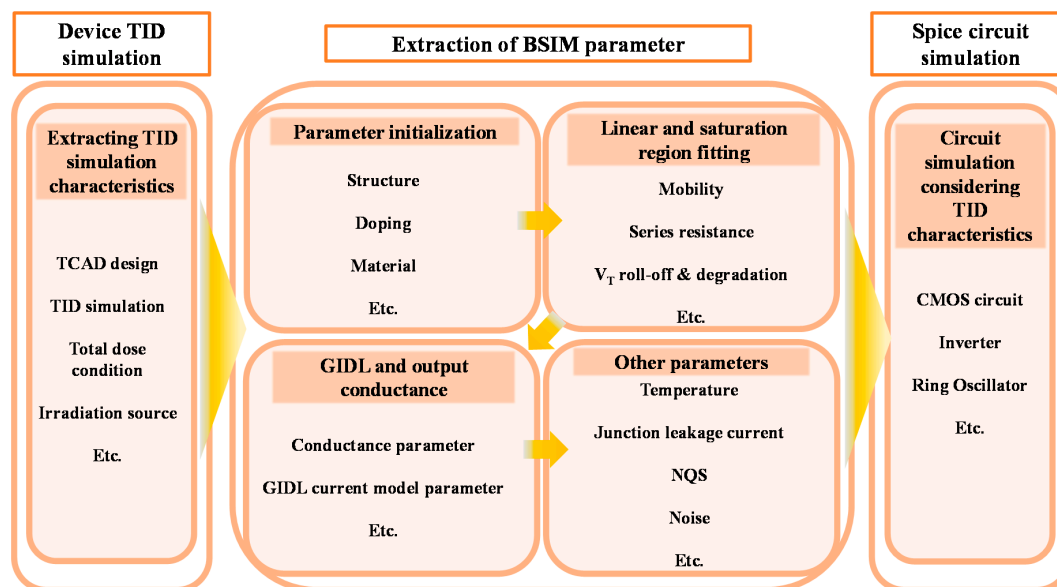 Device TID
simulation
Extraction of BSIM parameter
Spice circuit
simulation
Extracting TID
simulation
characteristics
TCAD design
TID simulation
Total dose
condition
Irradiation source
Etc.
Parameter initialization
Structure
Doping
Material
Etc.
Linear and saturation
region fitting
Mobility
Series resistance
V_T roll-off & degradation
Etc.
GIDL and output
conductance
Conductance parameter
GIDL current model parameter
Etc.
Other parameters
Temperature
Junction leakage current
NQS
Noise
Etc.
Circuit
simulation
considering
TID
characteristics
CMOS circuit
Inverter
Ring Oscillator
Etc.